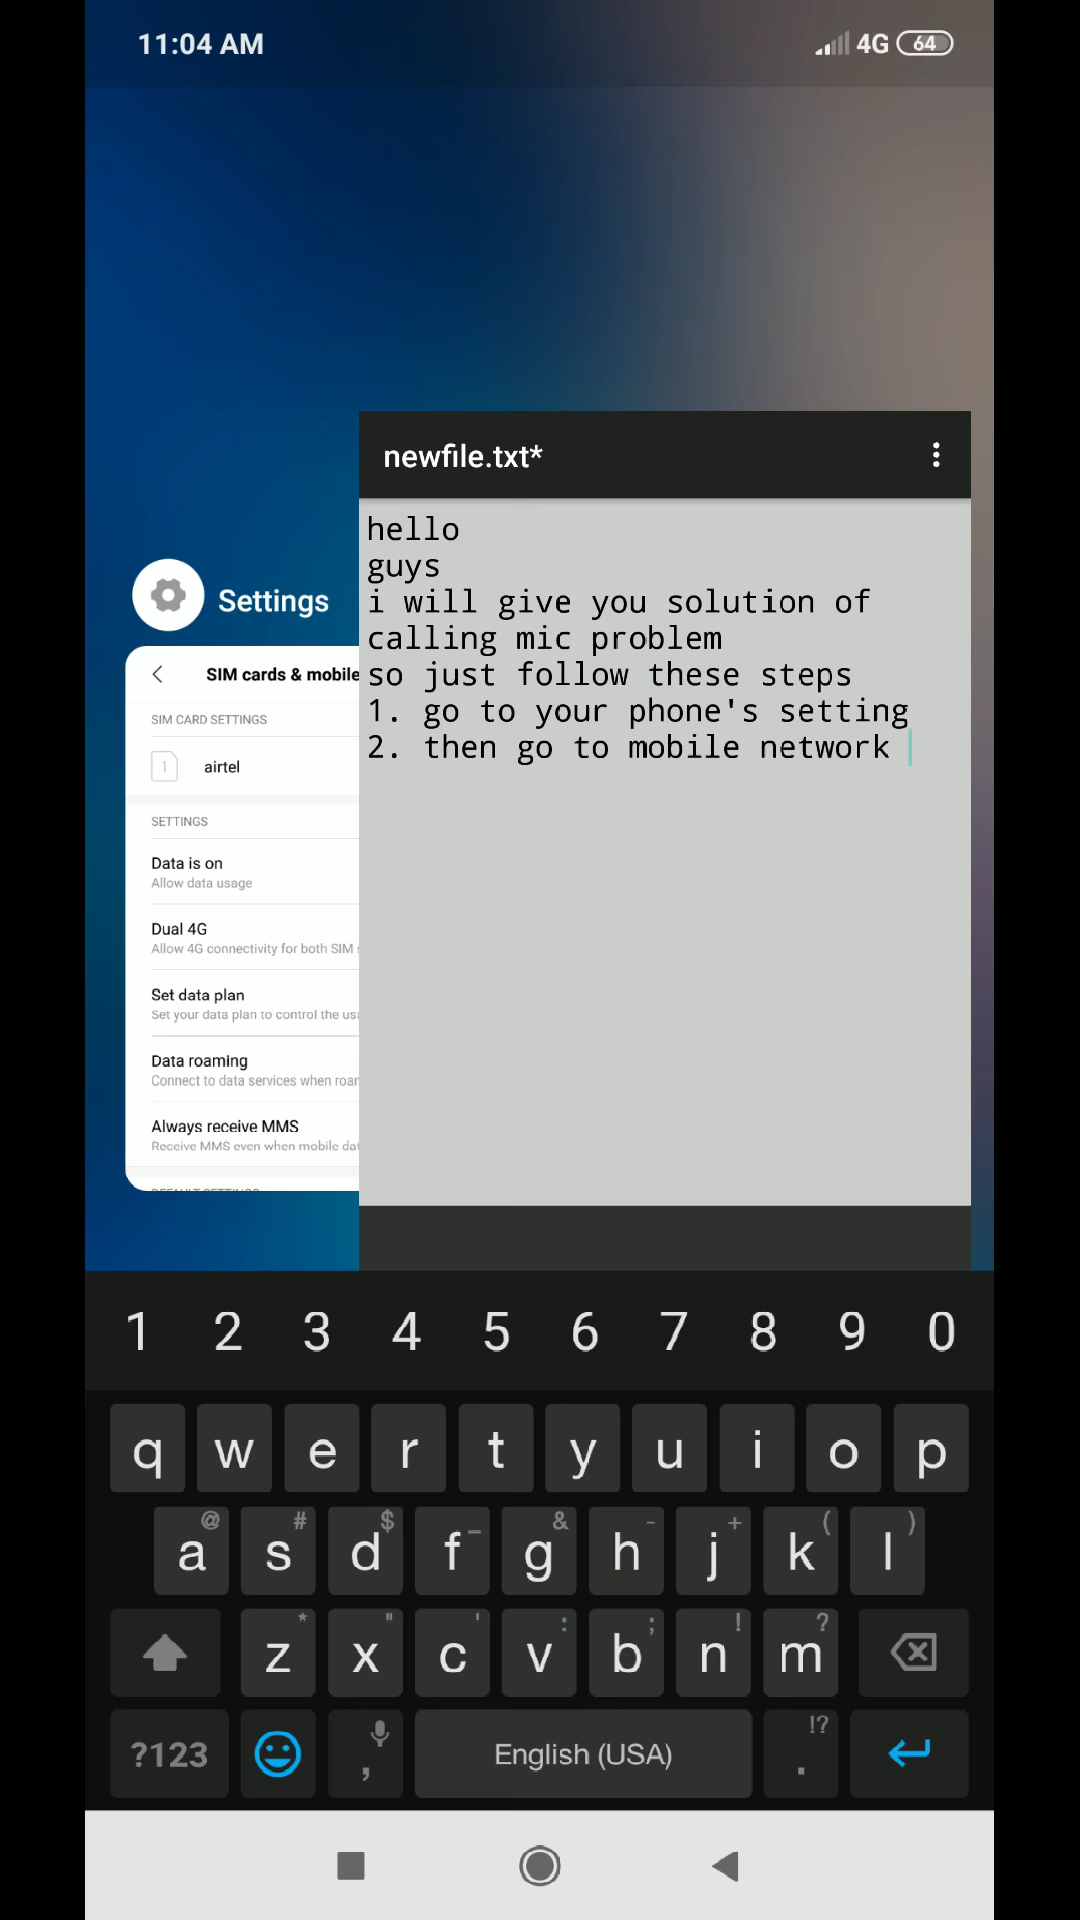 11:04 AM 4G 64
newfile.txt*
hello
guys
i will give you solution of
calling mic problem
so just follow these steps
1. go to your phone's setting
2. then go to mobile network
Settings
SIM cards & mobile
SIM CARD SETTINGS
1 airtel
SETTINGS
Data is on
Allow data usage
Dual 4G
Allow 4G connectivity for both SIM
Set data plan
Set your data plan to control the
Data roaming
Connect to data services when
Always receive MMS
Receive MMS even when mobile
DEFAULT SETTINGS
1 2 3 4 5 6 7 8 9 0
q w e r t y u i o p
@ # $ _ & - + ( )
a s d f g h j k l
* " ' : ; ! ?
z x c v b n m
!?
?123 , English (USA) .